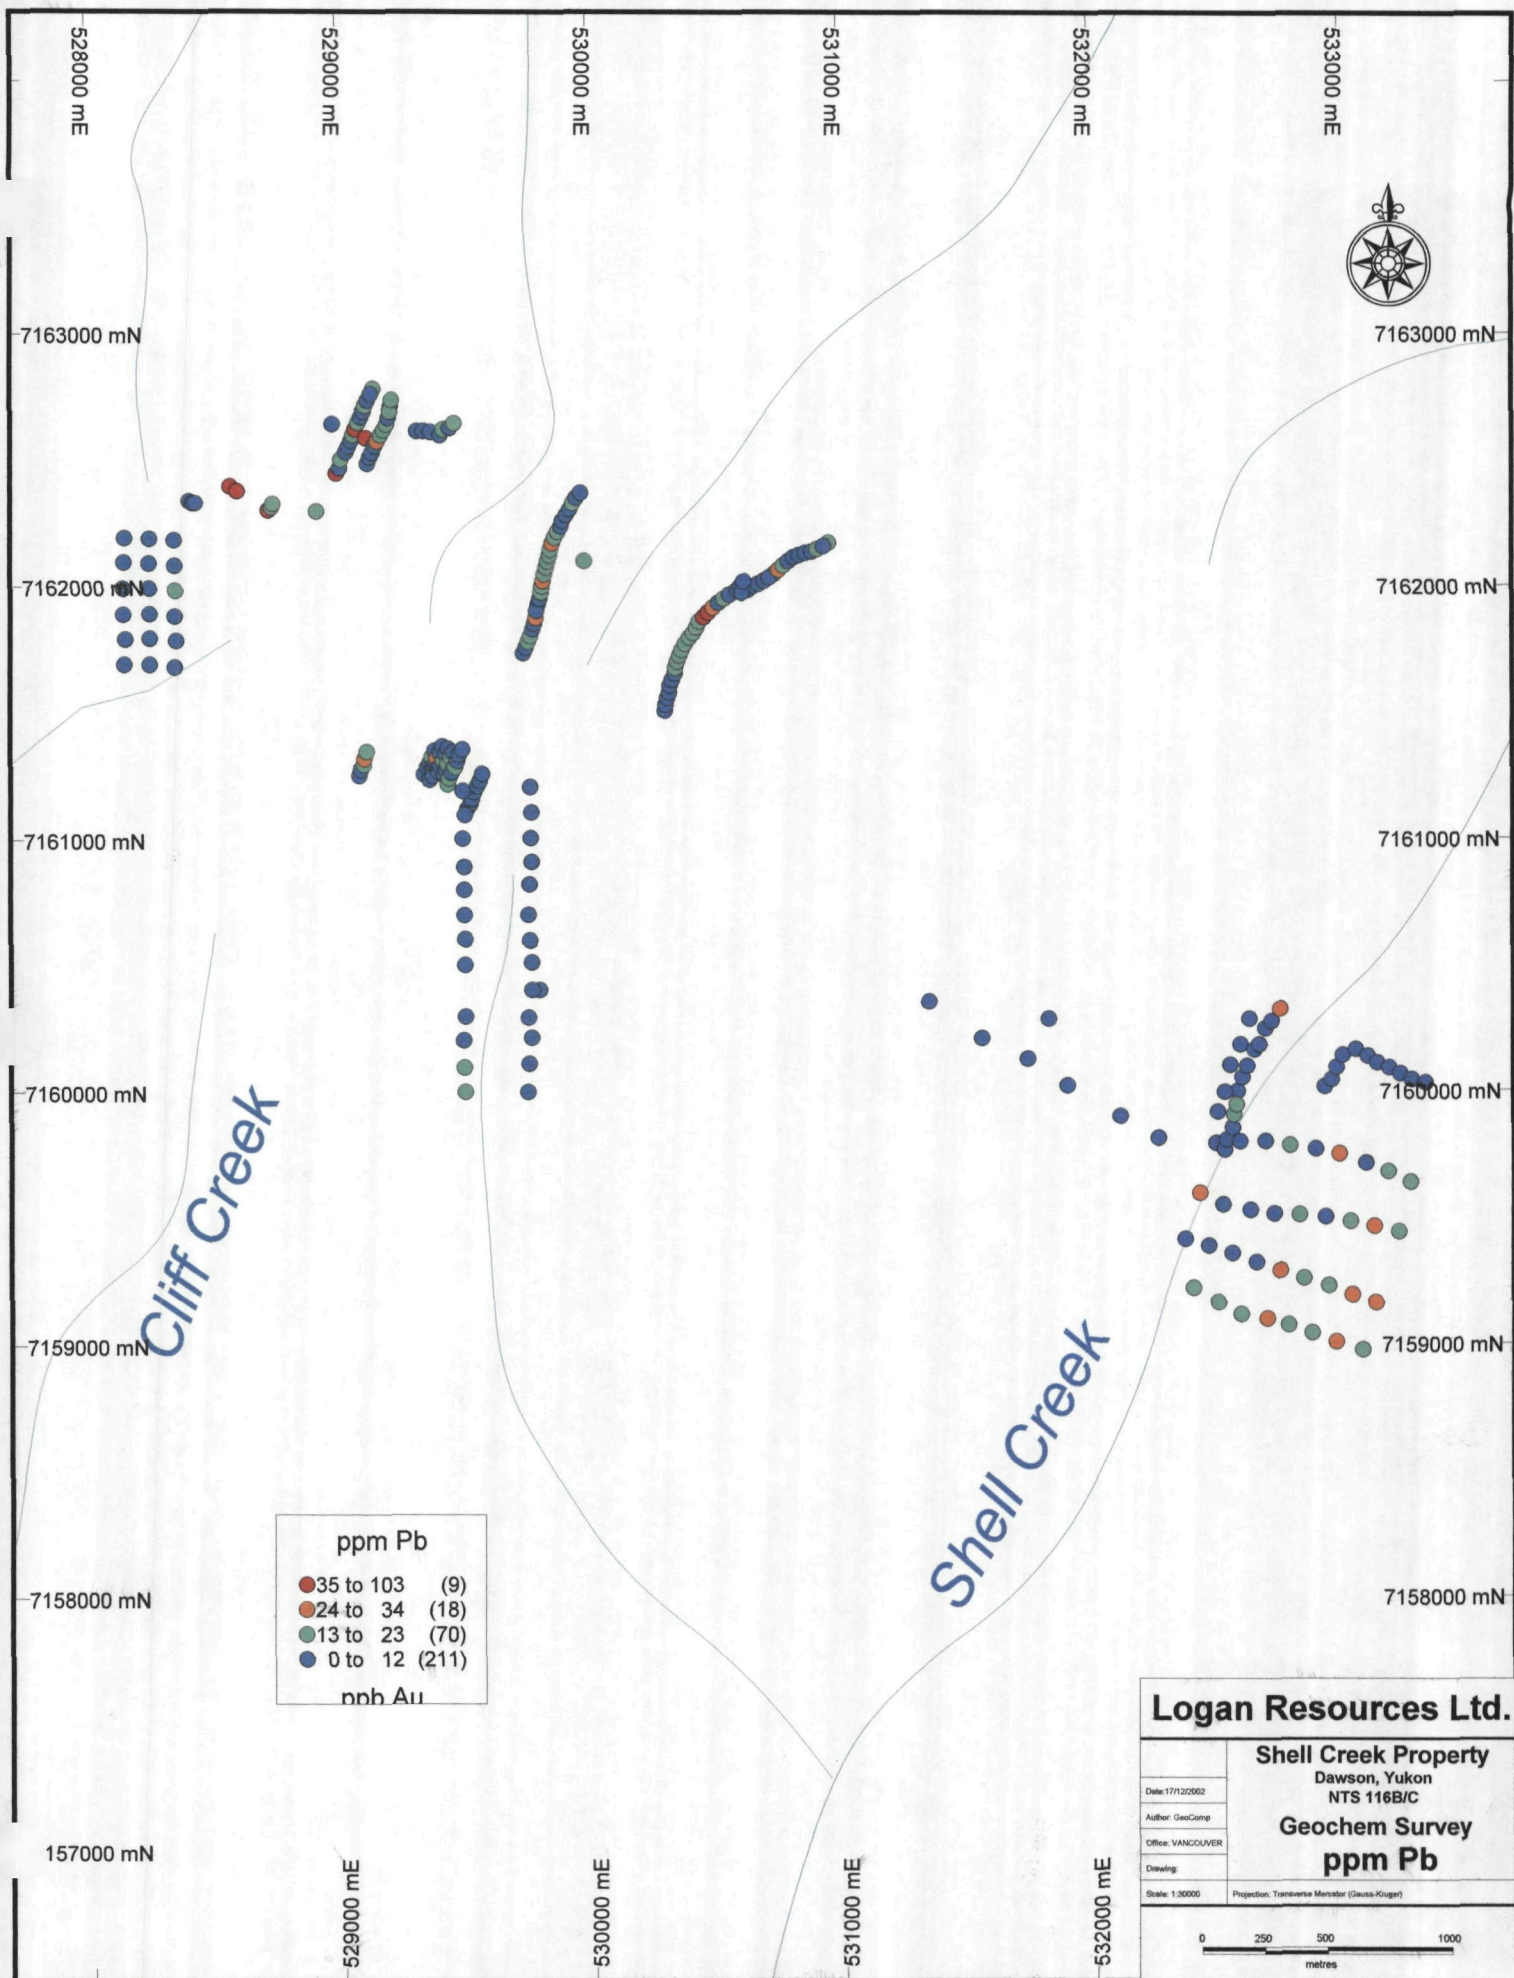 528000 mE
529000 mE
530000 mE
531000 mE
532000 mE
533000 mE
7163000 mN
7163000 mN
7162000 mN
7162000 mN
7161000 mN
7161000 mN
7160000 mN
7160000 mN
Cliff Creek
7159000 mN
7159000 mN
Shell Creek
7158000 mN
7158000 mN
ppm Pb
35 to 103 (9)
24 to 34 (18)
13 to 23 (70)
0 to 12 (211)
ppb Au
157000 mN
529000 mE
530000 mE
531000 mE
532000 mE
Logan Resources Ltd.
Shell Creek Property
Dawson, Yukon
NTS 116B/C
Geochem Survey
ppm Pb
Date:17/12/2002
Author: GeoComp
Office: VANCOUVER
Drawing:
Scale: 1:30000
Projection: Transverse Mercator (Gauss-Kruger)
0 250 500 1000
metres